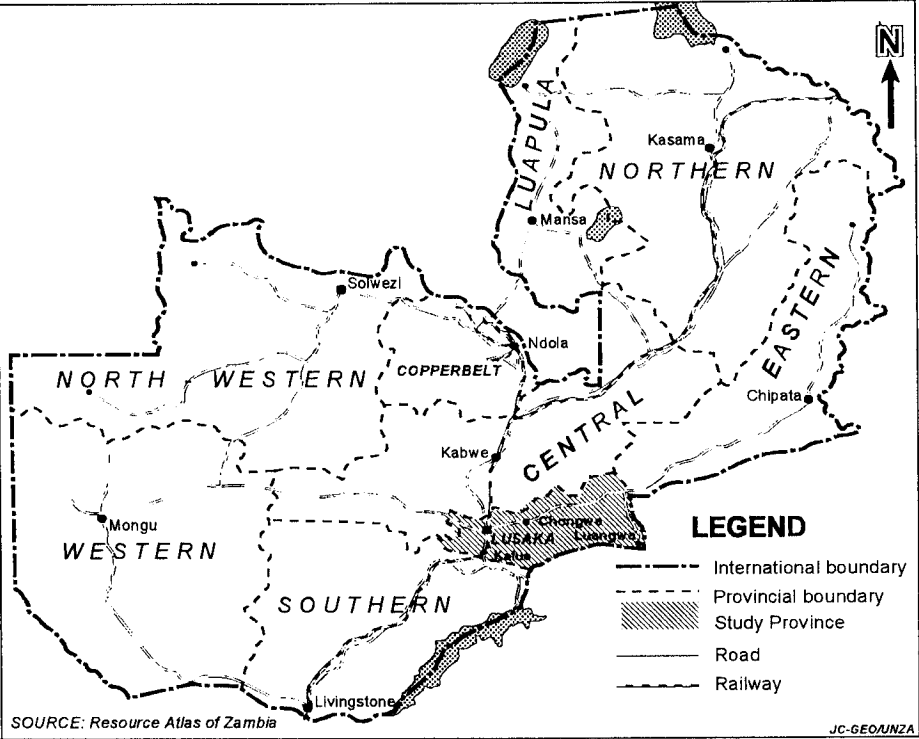 N
LUAPULA
Kasama
NORTHERN
Mansa
Solwezi
EASTERN
Ndola
NORTH WESTERN
COPPERBELT
Chipata
CENTRAL
Kabwe
Mongu
Chongwe
LUSAKA
Luangwa
Kafue
WESTERN
SOUTHERN
Livingstone
LEGEND
International boundary
Provincial boundary
Study Province
Road
Railway
SOURCE: Resource Atlas of Zambia
JC-GEO/UNZA